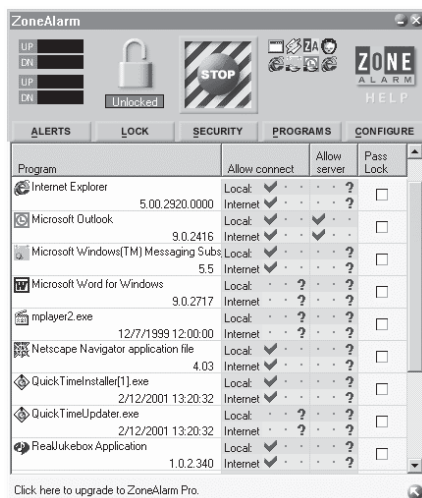 ZoneAlarm
UP
DN
UP
DN
Unlocked
STOP
ZA
ZONE
ALARM
HELP
ALERTS LOCK SECURITY PROGRAMS CONFIGURE
Program Allow connect Allow server Pass Lock
Internet Explorer Local: ?
5.00.2920.0000 Internet ?
Microsoft Outlook Local:
9.0.2416 Internet
Microsoft Windows(TM) Messaging Subs Local: ?
5.5 Internet ?
Microsoft Word for Windows Local: ? ?
9.0.2717 Internet ? ?
mplayer2.exe Local: ? ?
12/7/1999 12:00:00 Internet ? ?
Netscape Navigator application file Local: ?
4.03 Internet ?
QuickTimeInstaller[1].exe Local: ?
2/12/2001 13:20:32 Internet ?
QuickTimeUpdater.exe Local: ? ?
2/12/2001 13:20:32 Internet ? ?
RealJukebox Application Local: ?
1.0.2.340 Internet ?
Click here to upgrade to ZoneAlarm Pro.